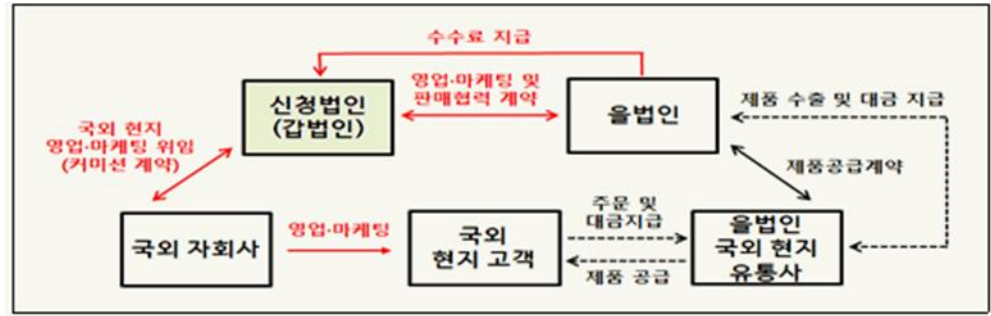 수수료 지급
신청법인
(갑법인)
영업·마케팅 및
판매협력 계약
을법인
제품 수출 및 대금 지급
국외 현지
영업·마케팅 위임
(커미션 계약)
제품공급계약
국외 자회사
영업·마케팅
국외
현지 고객
주문 및
대금지급
제품 공급
을법인
국외 현지
유통사